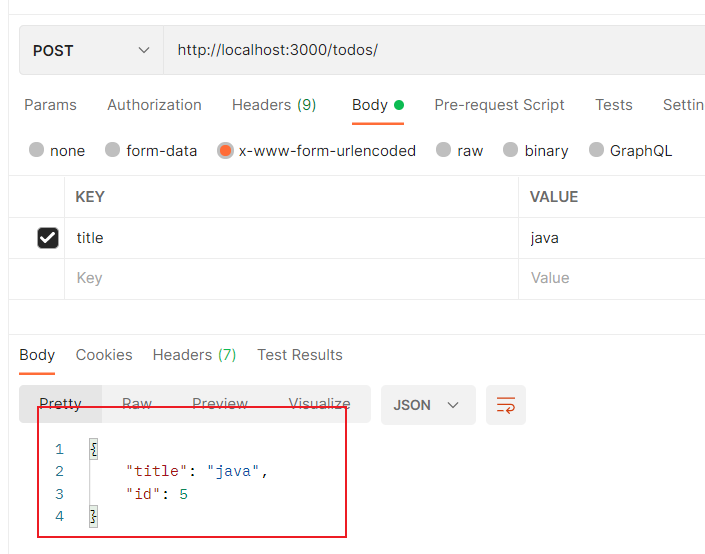 POST http://localhost:3000/todos/
Params Authorization Headers (9) Body Pre-request Script Tests Settin
none form-data x-www-form-urlencoded raw binary GraphQL
KEY VALUE
title java
Key Value
Body Cookies Headers (7) Test Results
Pretty Raw Preview Visualize JSON
1 {
2 "title": "java",
3 "id": 5
4 }